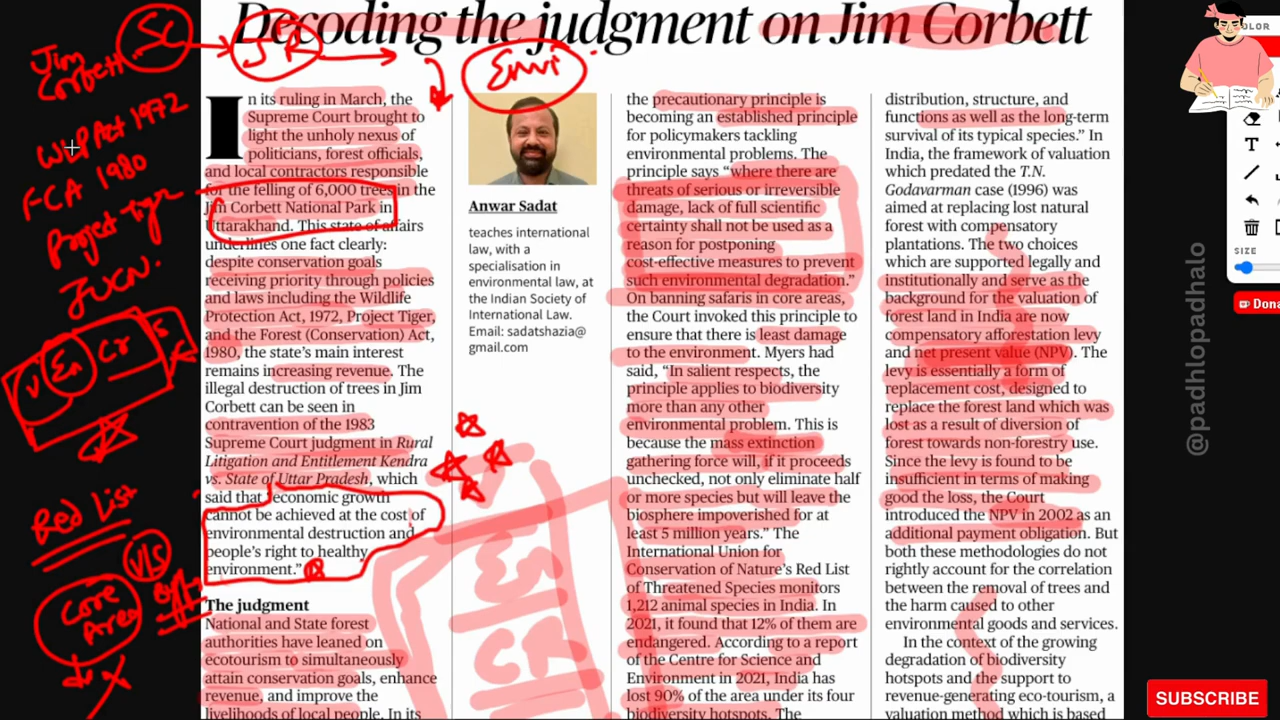 Decoding the judgment on Jim Corbett
In its ruling in March, the
Supreme Court brought to
light the unholy nexus of
politicians, forest officials,
and local contractors responsible
for the felling of 6,000 trees in the
Jim Corbett National Park in
Uttarakhand. This state of affairs
underlines one fact clearly:
despite conservation goals
receiving priority through policies
and laws including the Wildlife
Protection Act, 1972, Project Tiger,
and the Forest (Conservation) Act,
1980, the state's main interest
remains increasing revenue. The
illegal destruction of trees in Jim
Corbett can be seen in
contravention of the 1983
Supreme Court judgment in Rural
Litigation and Entitlement Kendra
vs. State of Uttar Pradesh, which
said that "economic growth
cannot be achieved at the cost of
environmental destruction and
people's right to healthy
environment."
The judgment
National and State forest
authorities have leaned on
ecotourism to simultaneously
attain conservation goals, enhance
revenue, and improve the
livelihoods of local people. In its
Anwar Sadat
teaches international
law, with a
specialisation in
environmental law, at
the Indian Society of
International Law.
Email: sadatshazia@
gmail.com
the precautionary principle is
becoming an established principle
for policymakers tackling
environmental problems. The
principle says "where there are
threats of serious or irreversible
damage, lack of full scientific
certainty shall not be used as a
reason for postponing
cost-effective measures to prevent
such environmental degradation."
On banning safaris in core areas,
the Court invoked this principle to
ensure that there is least damage
to the environment. Myers had
said, "In salient respects, the
principle applies to biodiversity
more than any other
environmental problem. This is
because the mass extinction
gathering force will, if it proceeds
unchecked, not only eliminate half
or more species but will leave the
biosphere impoverished for at
least 5 million years." The
International Union for
Conservation of Nature's Red List
of Threatened Species monitors
1,212 animal species in India. In
2021, it found that 12% of them are
endangered. According to a report
of the Centre for Science and
Environment in 2021, India has
lost 90% of the area under its four
biodiversity hotspots. The
distribution, structure, and
functions as well as the long-term
survival of its typical species." In
India, the framework of valuation
which predated the T.N.
Godavarman case (1996) was
aimed at replacing lost natural
forest with compensatory
plantations. The two choices
which are supported legally and
institutionally and serve as the
background for the valuation of
forest land in India are now
compensatory afforestation levy
and net present value (NPV). The
levy is essentially a form of
replacement cost, designed to
replace the forest land which was
lost as a result of diversion of
forest towards non-forestry use.
Since the levy is found to be
insufficient in terms of making
good the loss, the Court
introduced the NPV in 2002 as an
additional payment obligation. But
both these methodologies do not
rightly account for the correlation
between the removal of trees and
the harm caused to other
environmental goods and services.
In the context of the growing
degradation of biodiversity
hotspots and the support to
revenue-generating eco-tourism, a
valuation method which is based
Jim
Corbett
SC
JR
Envi
WLP Act 1972
FCA 1980
Project Tiger
IUCN.
V En Cr
Red List
V/S
Core
Area
@padhlopadhalo
COLOR
T
SIZE
Dona
SUBSCRIBE